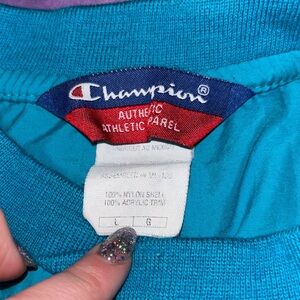 Champion®
AUTHENTIC
ATHLETIC APPAREL
100% NYLON SHELL
100% ACRYLIC TRIM
L G